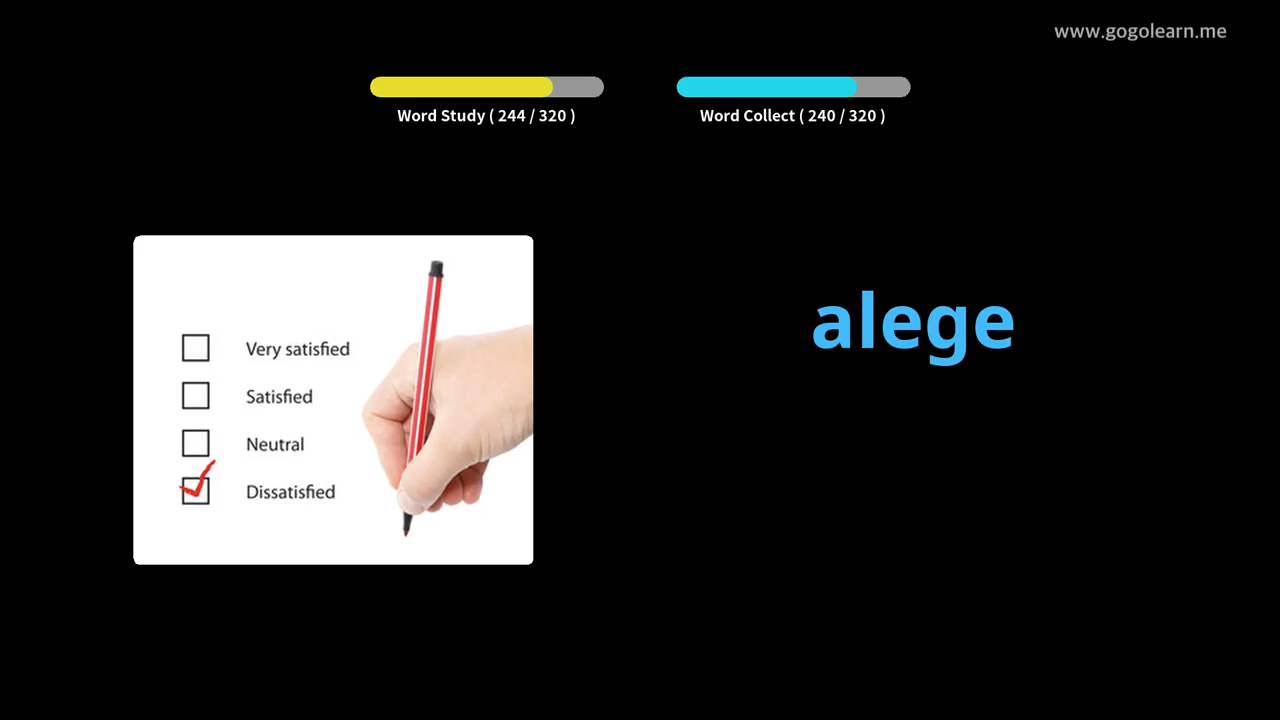 www.gogolearn.me
Word Study ( 244 / 320 )
Word Collect ( 240 / 320 )
Very satisfied
Satisfied
Neutral
Dissatisfied
alege